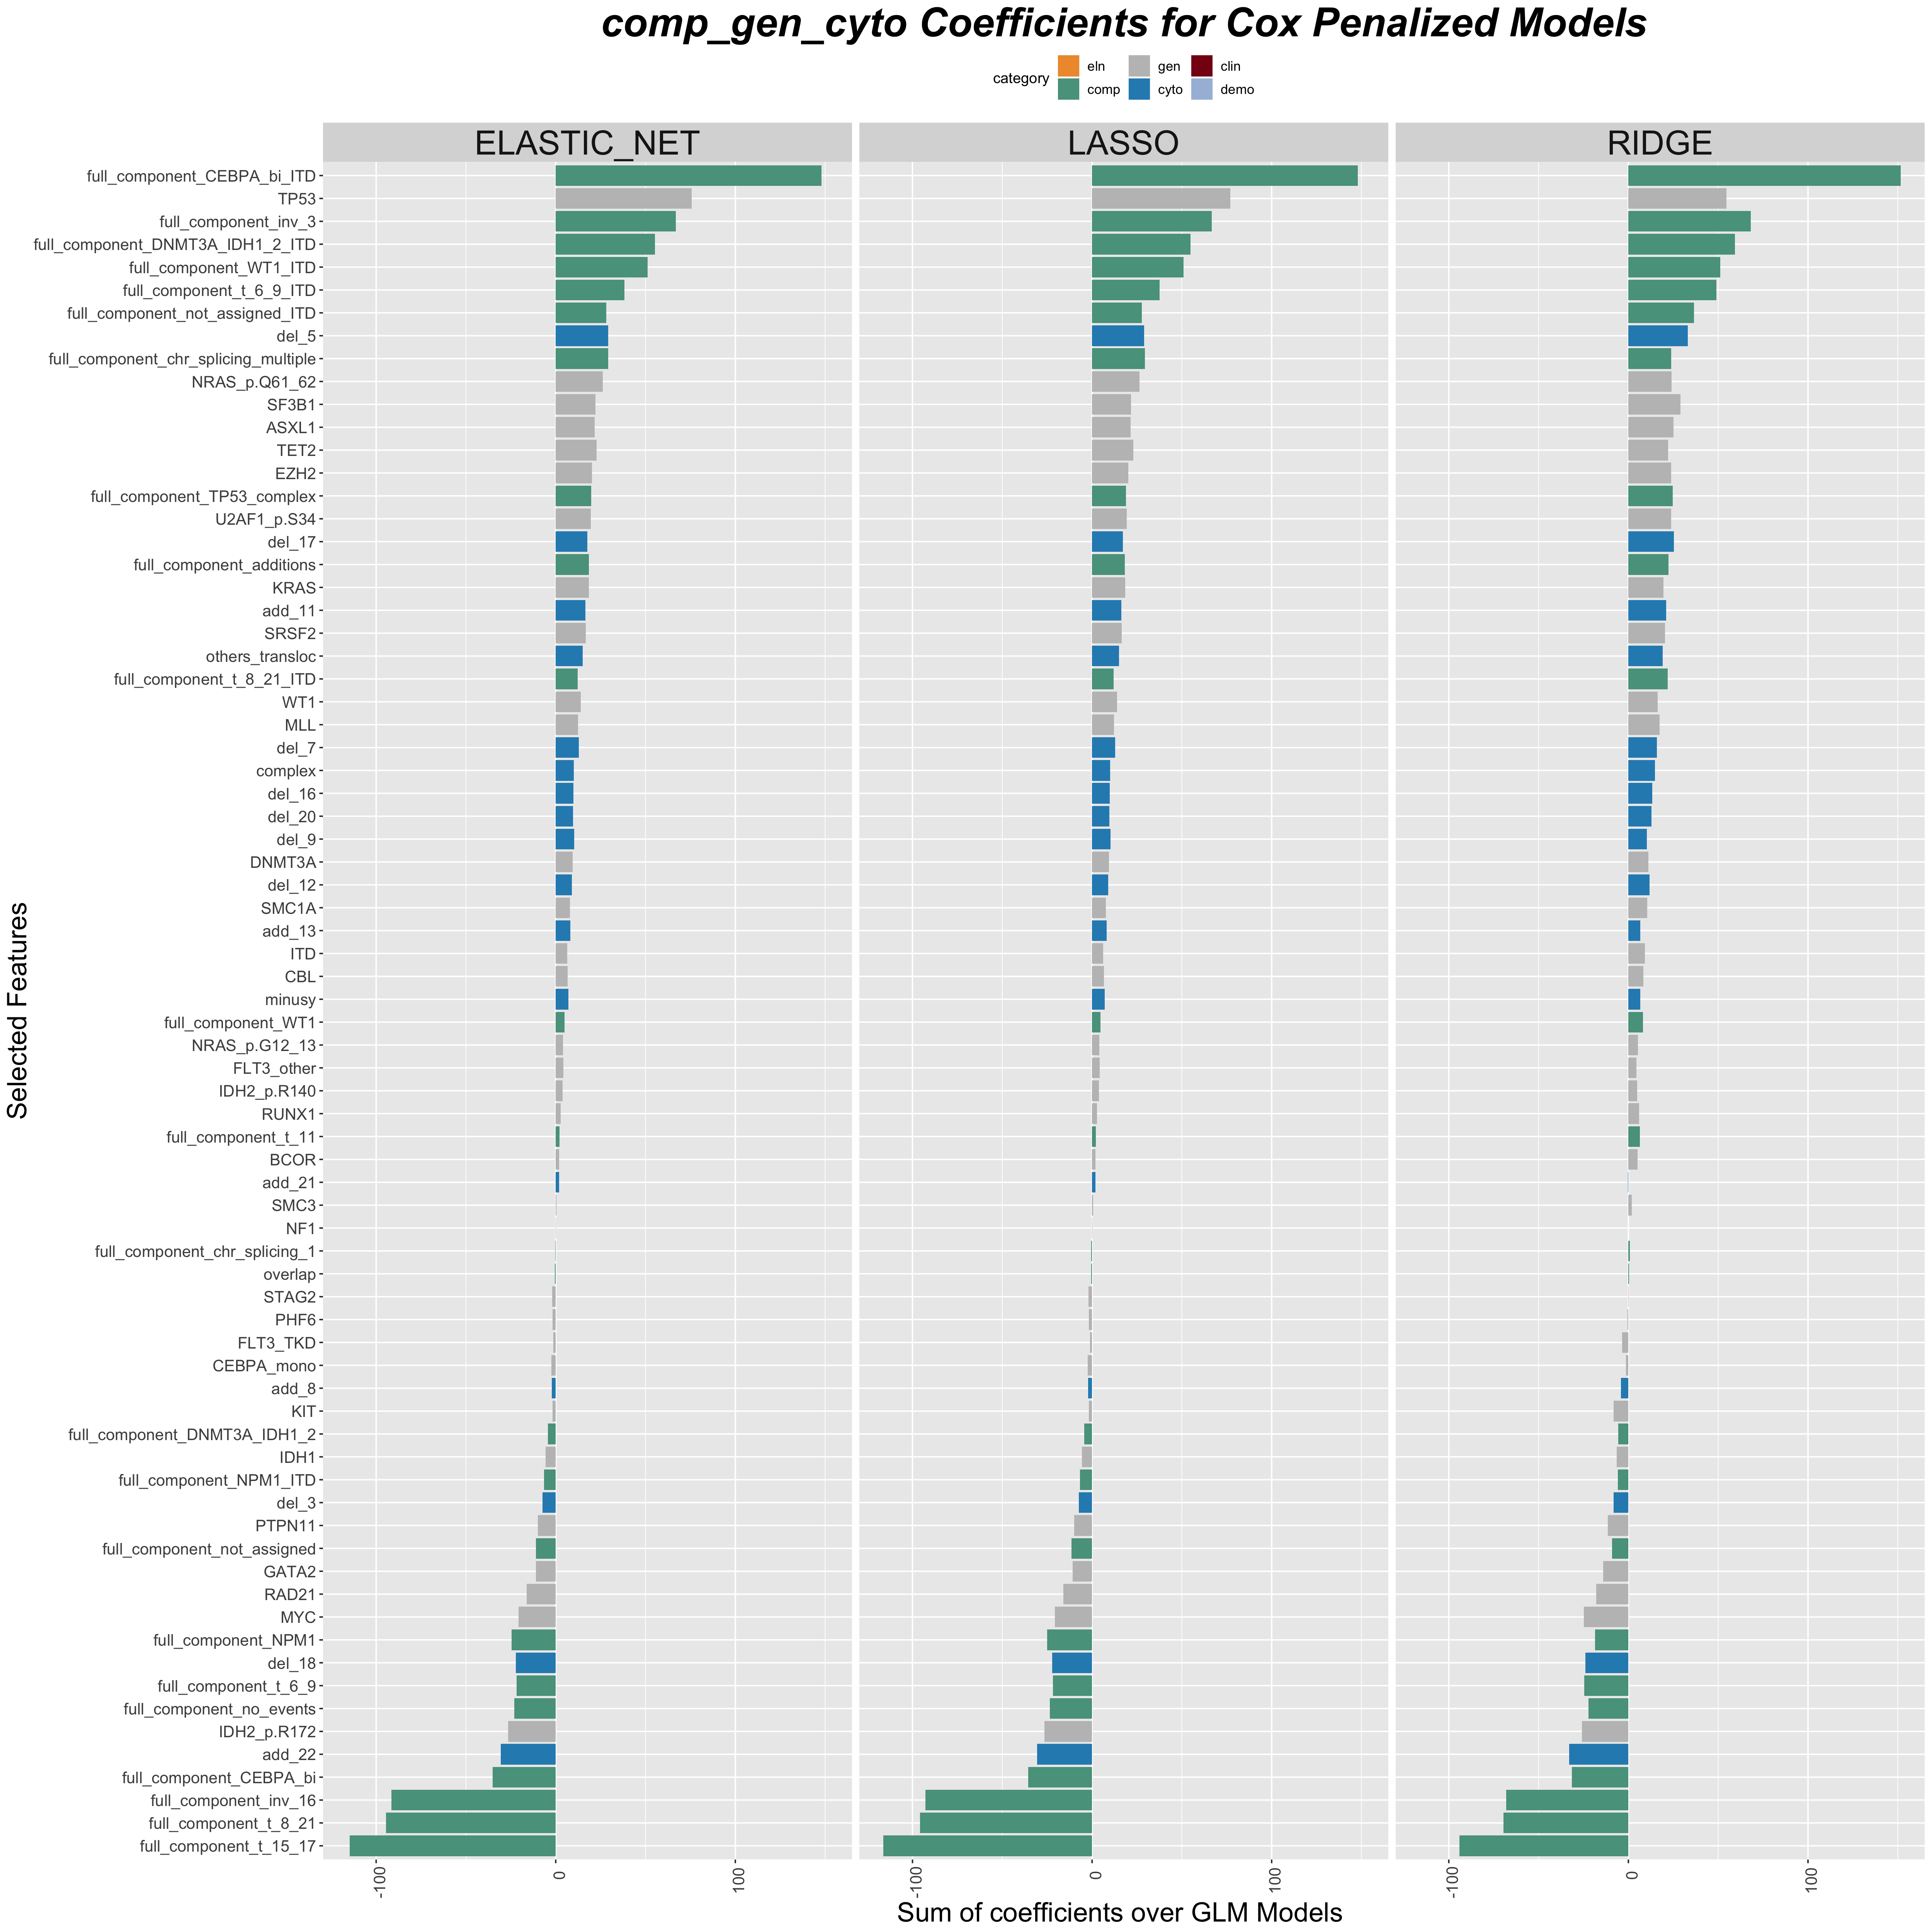 comp_gen_cyto Coefficients for Cox Penalized Models
category
eln
gen
clin
comp
cyto
demo
ELASTIC_NET
LASSO
RIDGE
full_component_CEBPA_bi_ITD
TP53
full_component_inv_3
full_component_DNMT3A_IDH1_2_ITD
full_component_WT1_ITD
full_component_t_6_9_ITD
full_component_not_assigned_ITD
del_5
full_component_chr_splicing_multiple
NRAS_p.Q61_62
SF3B1
ASXL1
TET2
EZH2
full_component_TP53_complex
U2AF1_p.S34
del_17
full_component_additions
KRAS
add_11
SRSF2
others_transloc
full_component_t_8_21_ITD
WT1
MLL
del_7
complex
del_16
del_20
del_9
DNMT3A
del_12
SMC1A
add_13
ITD
CBL
minusy
full_component_WT1
NRAS_p.G12_13
FLT3_other
IDH2_p.R140
RUNX1
full_component_t_11
BCOR
add_21
SMC3
NF1
full_component_chr_splicing_1
overlap
STAG2
PHF6
FLT3_TKD
CEBPA_mono
add_8
KIT
full_component_DNMT3A_IDH1_2
IDH1
full_component_NPM1_ITD
del_3
PTPN11
full_component_not_assigned
GATA2
RAD21
MYC
full_component_NPM1
del_18
full_component_t_6_9
full_component_no_events
IDH2_p.R172
add_22
full_component_CEBPA_bi
full_component_inv_16
full_component_t_8_21
full_component_t_15_17
Selected Features
-100
0
100
-100
0
100
-100
0
100
Sum of coefficients over GLM Models